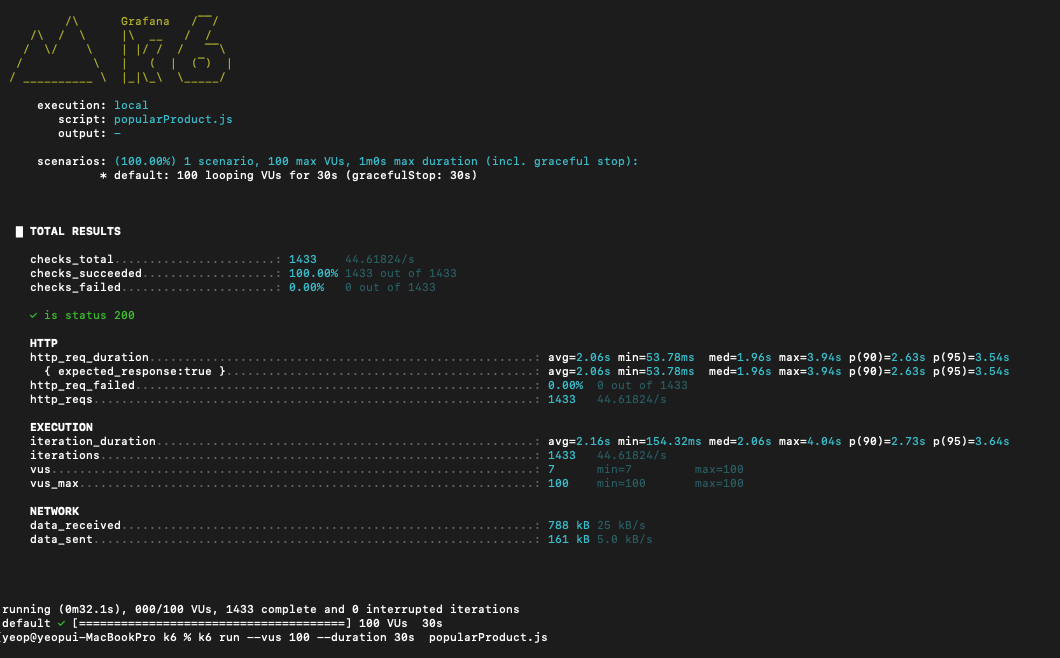 /\      Grafana   /‾‾/
    /\  /  \     |\  __   /  /
   /  \/    \    | |/ /  /   ‾‾\
  /          \   |   (  |  (‾)  |
 / __________ \  |_|\_\  \_____/

     execution: local
        script: popularProduct.js
        output: -

     scenarios: (100.00%) 1 scenario, 100 max VUs, 1m0s max duration (incl. graceful stop):
              * default: 100 looping VUs for 30s (gracefulStop: 30s)

  █ TOTAL RESULTS

    checks_total.......................: 1433    44.61824/s
    checks_succeeded...................: 100.00% 1433 out of 1433
    checks_failed......................: 0.00%   0 out of 1433

    ✓ is status 200

    HTTP
    http_req_duration.......................................................: avg=2.06s min=53.78ms  med=1.96s max=3.94s p(90)=2.63s p(95)=3.54s
      { expected_response:true }............................................: avg=2.06s min=53.78ms  med=1.96s max=3.94s p(90)=2.63s p(95)=3.54s
    http_req_failed.........................................................: 0.00%  0 out of 1433
    http_reqs...............................................................: 1433   44.61824/s

    EXECUTION
    iteration_duration......................................................: avg=2.16s min=154.32ms med=2.06s max=4.04s p(90)=2.73s p(95)=3.64s
    iterations..............................................................: 1433   44.61824/s
    vus.....................................................................: 7      min=7         max=100
    vus_max.................................................................: 100    min=100       max=100

    NETWORK
    data_received...........................................................: 788 kB 25 kB/s
    data_sent...............................................................: 161 kB 5.0 kB/s

running (0m32.1s), 000/100 VUs, 1433 complete and 0 interrupted iterations
default ✓ [======================================] 100 VUs  30s
yeop@yeopui-MacBookPro k6 % k6 run --vus 100 --duration 30s  popularProduct.js